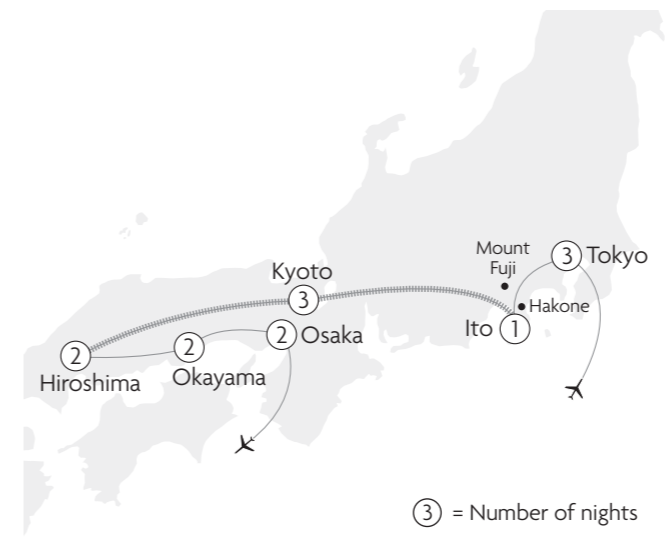 Mount
Fuji
3 Tokyo
Hakone
Ito 1
Kyoto
3
2 Osaka
2
Okayama
2
Hiroshima
3 = Number of nights